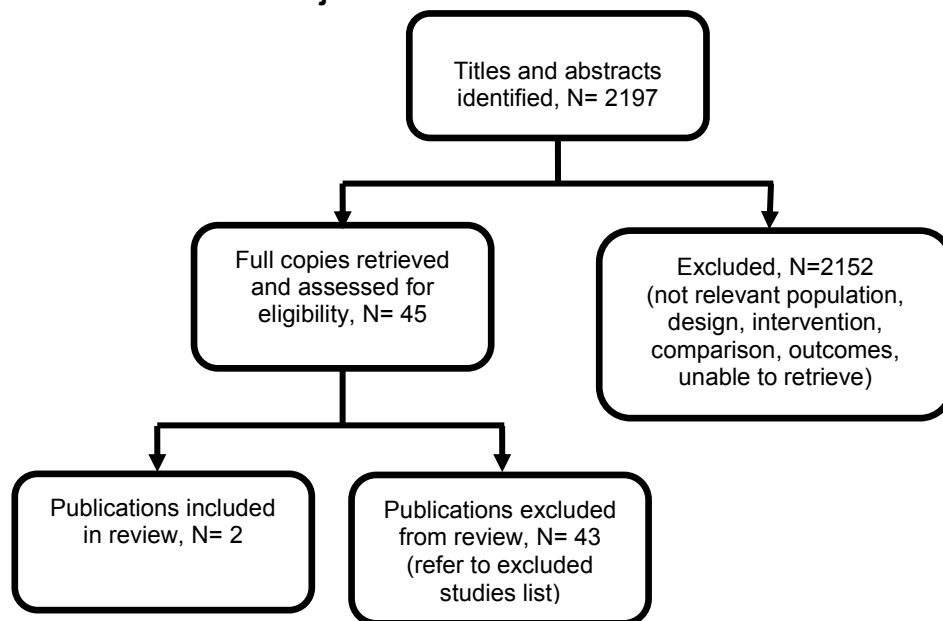 Titles and abstracts
identified, N= 2197
Full copies retrieved
and assessed for
eligibility, N= 45
Excluded, N=2152
(not relevant population,
design, intervention,
comparison, outcomes,
unable to retrieve)
Publications included
in review, N= 2
Publications excluded
from review, N= 43
(refer to excluded
studies list)